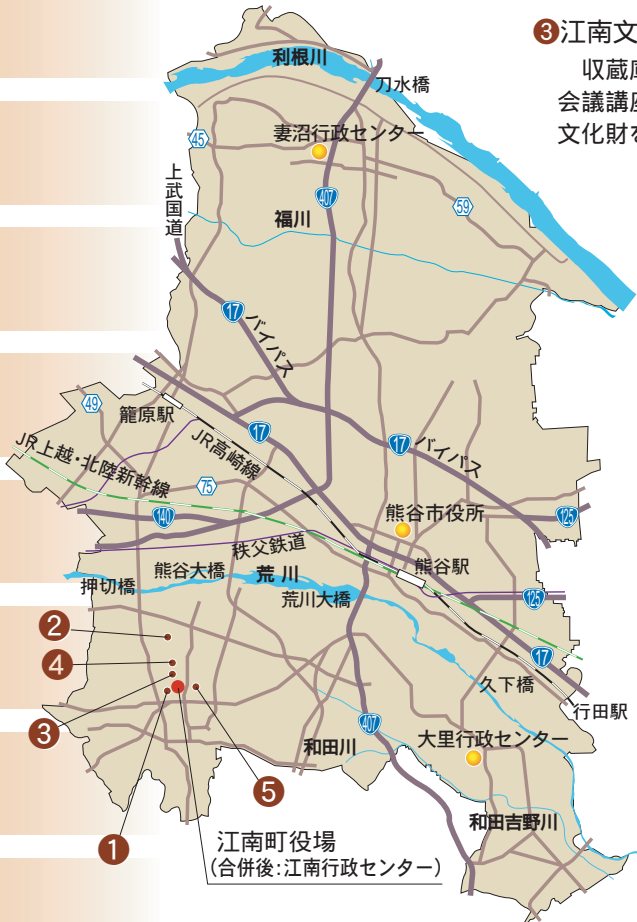 ❸江南文
収蔵庫
会議講座
文化財を
利根川
刀水橋
妻沼行政センター
45
上武国道
407
59
福川
17
バイパス
49
籠原駅
JR高崎線
17
17
バイパス
JR上越・北陸新幹線
75
140
熊谷市役所
125
秩父鉄道
熊谷駅
熊谷大橋
荒川
押切橋
荒川大橋
125
❷
❹
17
久下橋
❸
行田駅
407
和田川
大里行政センター
❺
和田吉野川
❶
江南町役場
(合併後:江南行政センター)